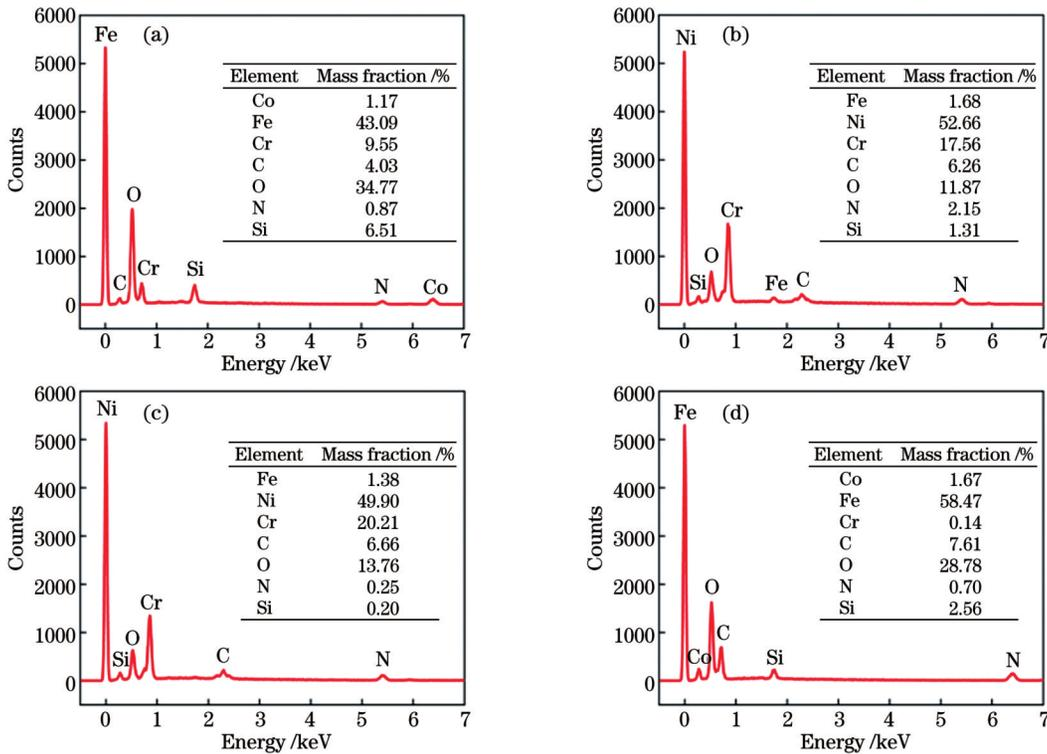 6000
Fe
(a)
5000
Element Mass fraction /%
Co 1.17
4000
Fe 43.09
Cr 9.55
3000
C 4.03
O 34.77
O
2000
N 0.87
Si 6.51
1000
C
Cr
Si
N
Co
0
0 1 2 3 4 5 6 7
Energy /keV
Counts
6000
Ni
(b)
5000
Element Mass fraction /%
Fe 1.68
4000
Ni 52.66
Cr 17.56
3000
C 6.26
O 11.87
2000
Cr
N 2.15
Si 1.31
1000
Si
O
Fe
C
N
0
0 1 2 3 4 5 6 7
Energy /keV
Counts
6000
Ni
(c)
5000
Element Mass fraction /%
Fe 1.38
4000
Ni 49.90
Cr 20.21
3000
C 6.66
O 13.76
2000
N 0.25
Cr
Si 0.20
1000
Si
O
C
N
0
0 1 2 3 4 5 6 7
Energy /keV
Counts
6000
Fe
(d)
5000
Element Mass fraction /%
Co 1.67
4000
Fe 58.47
Cr 0.14
3000
C 7.61
O 28.78
2000
O
N 0.70
Si 2.56
1000
Co
C
Si
N
0
0 1 2 3 4 5 6 7
Energy /keV
Counts